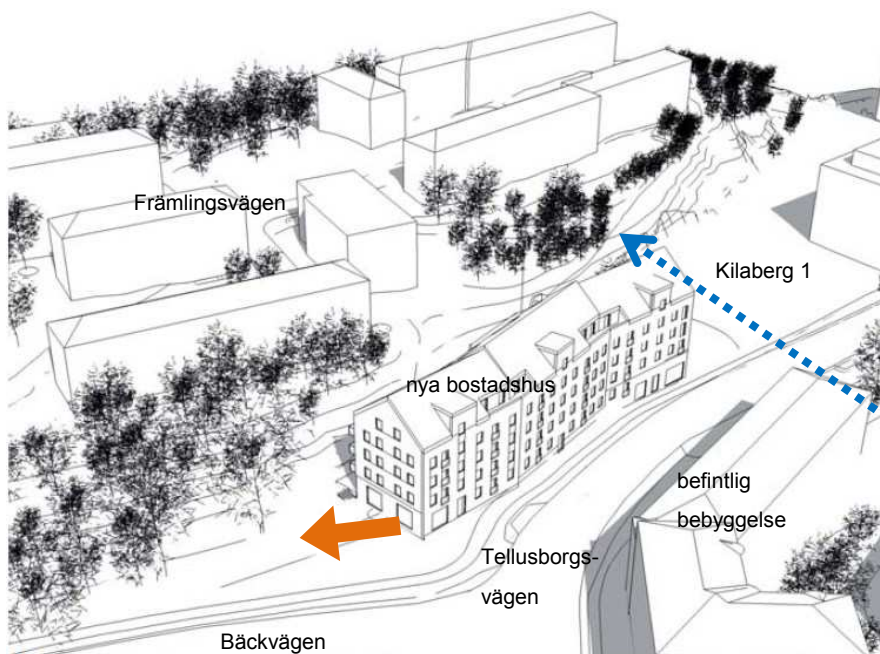 Främlingsvägen
Kilaberg 1
nya bostadshus
befintlig
bebyggelse
Tellusborgs-
vägen
Bäckvägen